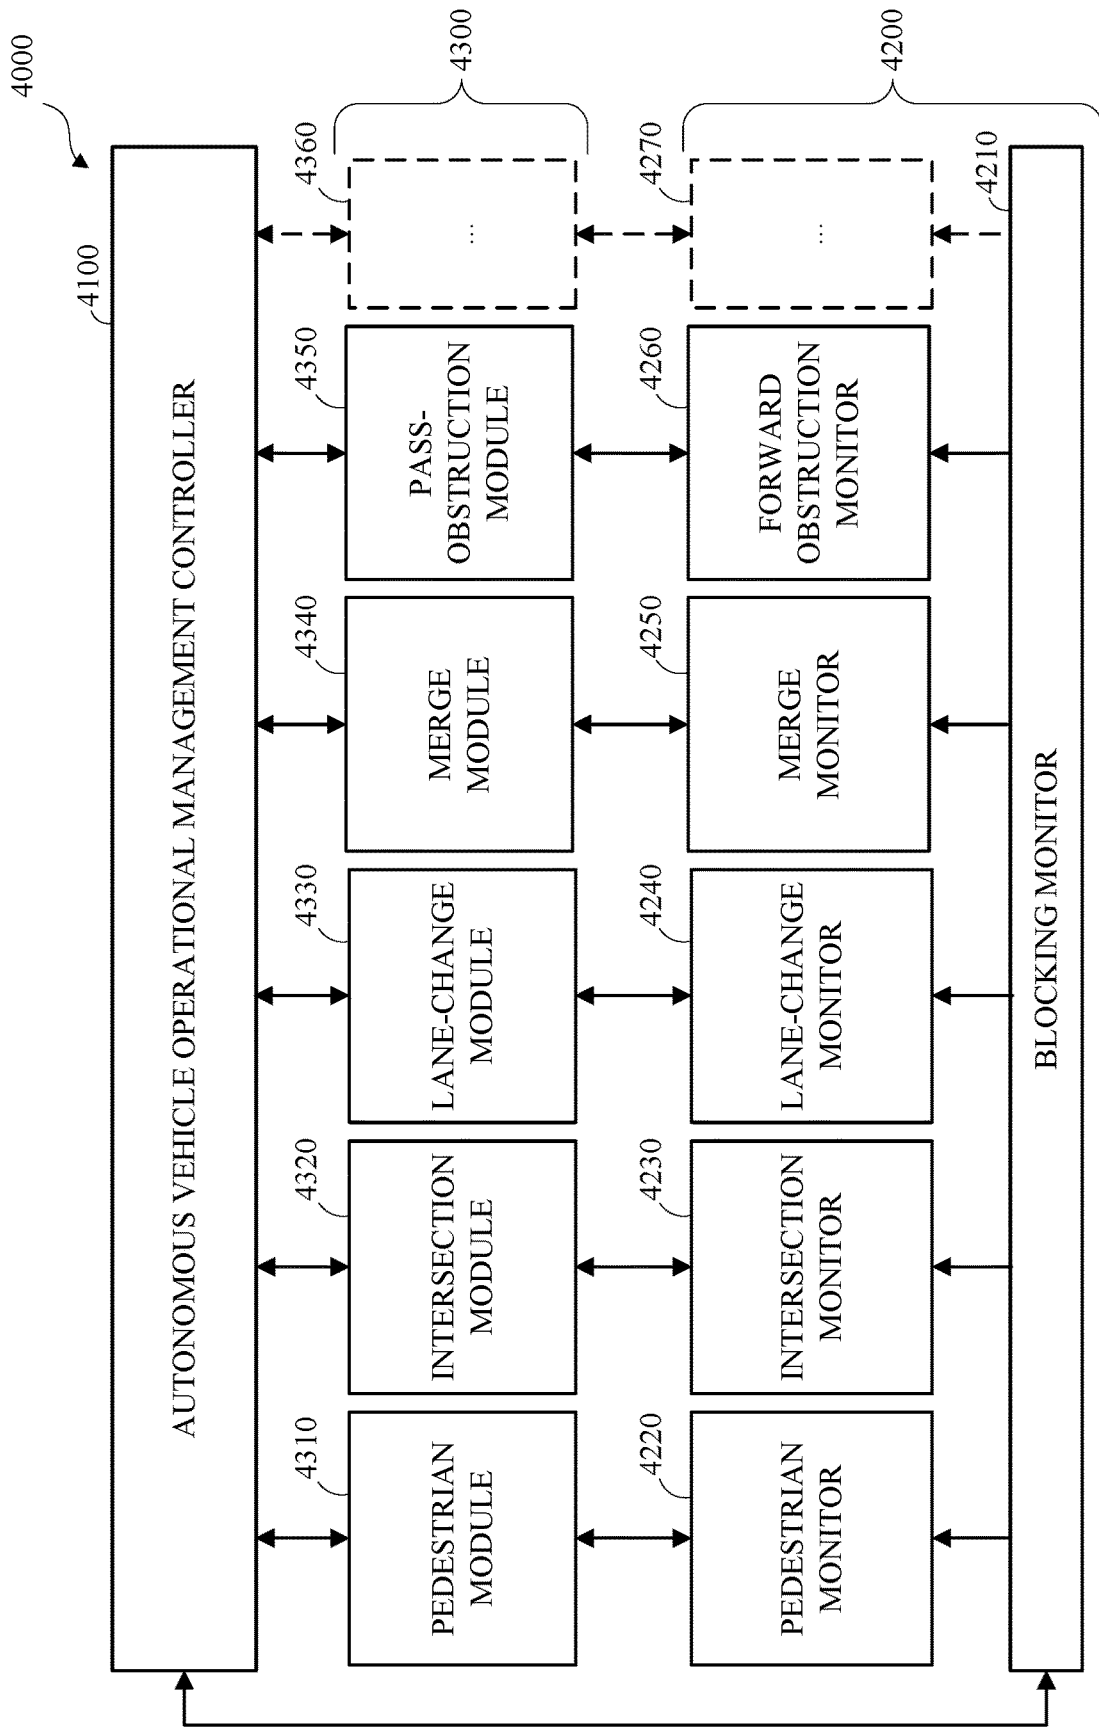 4000
4100
AUTONOMOUS VEHICLE OPERATIONAL MANAGEMENT CONTROLLER
4300
4310
PEDESTRIAN
MODULE
4320
INTERSECTION
MODULE
4330
LANE-CHANGE
MODULE
4340
MERGE
MODULE
4350
PASS-
OBSTRUCTION
MODULE
4360
...
4200
4220
PEDESTRIAN
MONITOR
4230
INTERSECTION
MONITOR
4240
LANE-CHANGE
MONITOR
4250
MERGE
MONITOR
4260
FORWARD
OBSTRUCTION
MONITOR
4270
...
4210
BLOCKING MONITOR